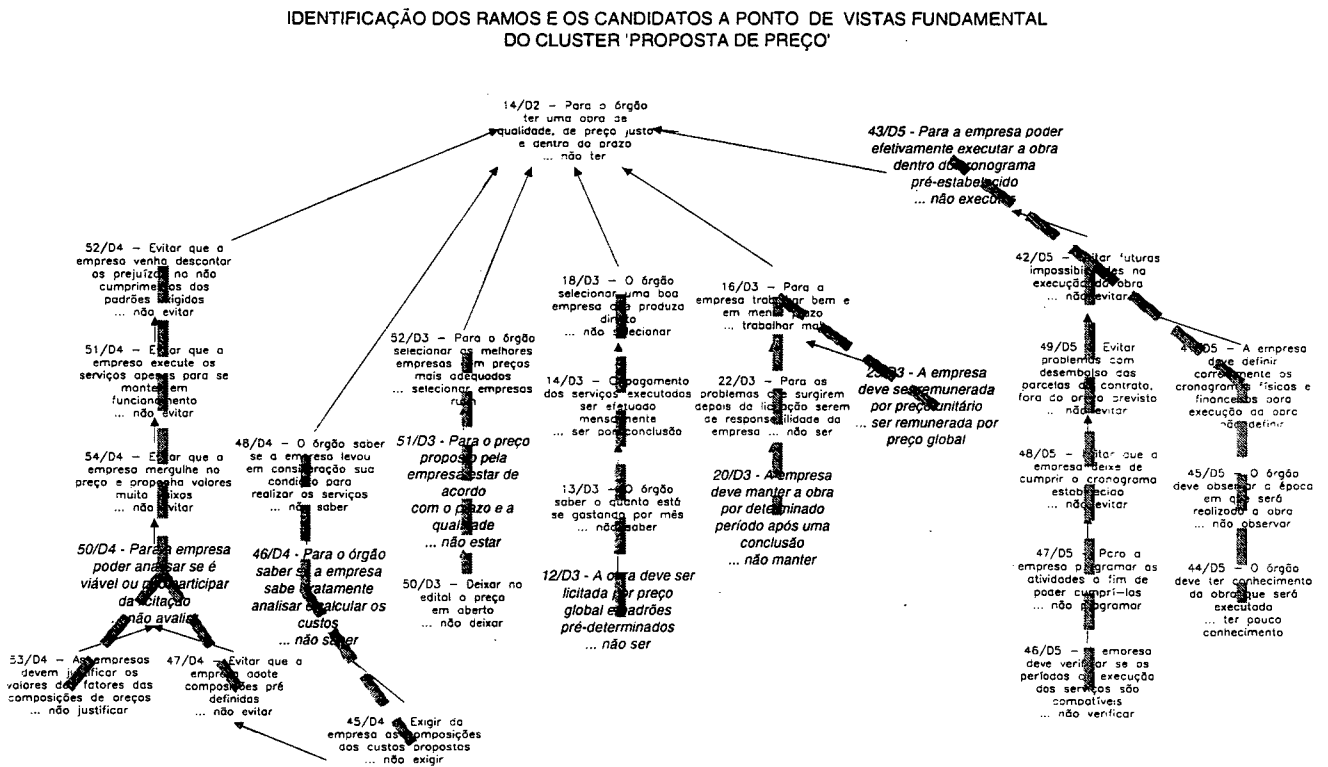 IDENTIFICAÇÃO DOS RAMOS E OS CANDIDATOS A PONTO DE VISTAS FUNDAMENTAL
DO CLUSTER 'PROPOSTA DE PREÇO'
14/D2 – Para o órgão
ter uma obra de
qualidade, de preço justo
e dentro do prazo
... não ter
43/D5 - Para a empresa poder
efetivamente executar a obra
dentro do cronograma
pré-estabelecido
... não executar
52/D4 – Evitar que a
empresa venha descontar
os prejuízos no não
cumprimentos dos
padrões exigidos
... não evitar
51/D4 – Evitar que a
empresa execute os
serviços apenas para se
manter em
funcionamento
... não evitar
54/D4 – Evitar que a
empresa mergulhe no
preço e proponha valores
muito baixos
... não evitar
50/D4 - Para a empresa
poder analisar se é
viável ou não participar
da licitação
... não avaliar
53/D4 – As empresas
devem justificar os
valores dos fatores das
composições de preços
... não justificar
47/D4 – Evitar que a
empresa adote
composições pré
definidas
... não evitar
48/D4 – O órgão saber
se a empresa levou
em consideração sua
condição para
realizar os serviços
... não saber
46/D4 - Para o órgão
saber se a empresa
sabe exatamente
analisar e calcular os
custos
... não saber
45/D4 – Exigir da
empresa as composições
dos custos propostos
... não exigir
52/D3 – Para o órgão
selecionar as melhores
empresas com preços
mais adequados
... selecionar empresas
ruim
51/D3 - Para o preço
proposto pela
empresa estar de
acordo
com o prazo e a
qualidade
... não estar
50/D3 – Deixar no
edital o preço
em aberto
... não deixar
18/D3 – O órgão
selecionar uma boa
empresa que produza
direito
... não selecionar
14/D3 – O pagamento
dos serviços executados
ser efetuado
mensalmente
... ser por conclusão
13/D3 – O órgão
saber o quanto está
se gastando por mês
... não saber
12/D3 - A obra deve ser
licitada por preço
global e padrões
pré-determinados
... não ser
16/D3 – Para a
empresa trabalhar bem e
em menor prazo
... trabalhar mal
22/D3 – Para os
problemas que surgirem
depois da licitação serem
de responsabilidade da
empresa ... não ser
20/D3 - A empresa
deve manter a obra
por determinado
período após uma
conclusão
... não manter
23/D3 - A empresa
deve ser remunerada
por preço unitário
... ser remunerada por
preço global
42/D5 – Evitar futuras
impossibilidades na
execução da obra
... não evitar
49/D5 – Evitar
problemas com
desembolso das
parcelas do contrato,
fora do prazo previsto
... não evitar
48/D5 – Evitar que a
empresa deixe de
cumprir o cronograma
estabelecido
... não evitar
47/D5 – Para a
empresa programar as
atividades a fim de
poder cumprí-los
... não programar
46/D5 – empresa
deve verificar se os
períodos de execução
dos serviços são
compatíveis
... não verificar
/D5 – A empresa
deve definir
corretamente os
cronogramas físicos e
financeiros para
execução da obra
... não definir
45/D5 – O órgão
deve observar a época
em que será
realizada a obra
... não observar
44/D5 – O órgão
deve ter conhecimento
da obra que será
executada
... ter pouco
conhecimento